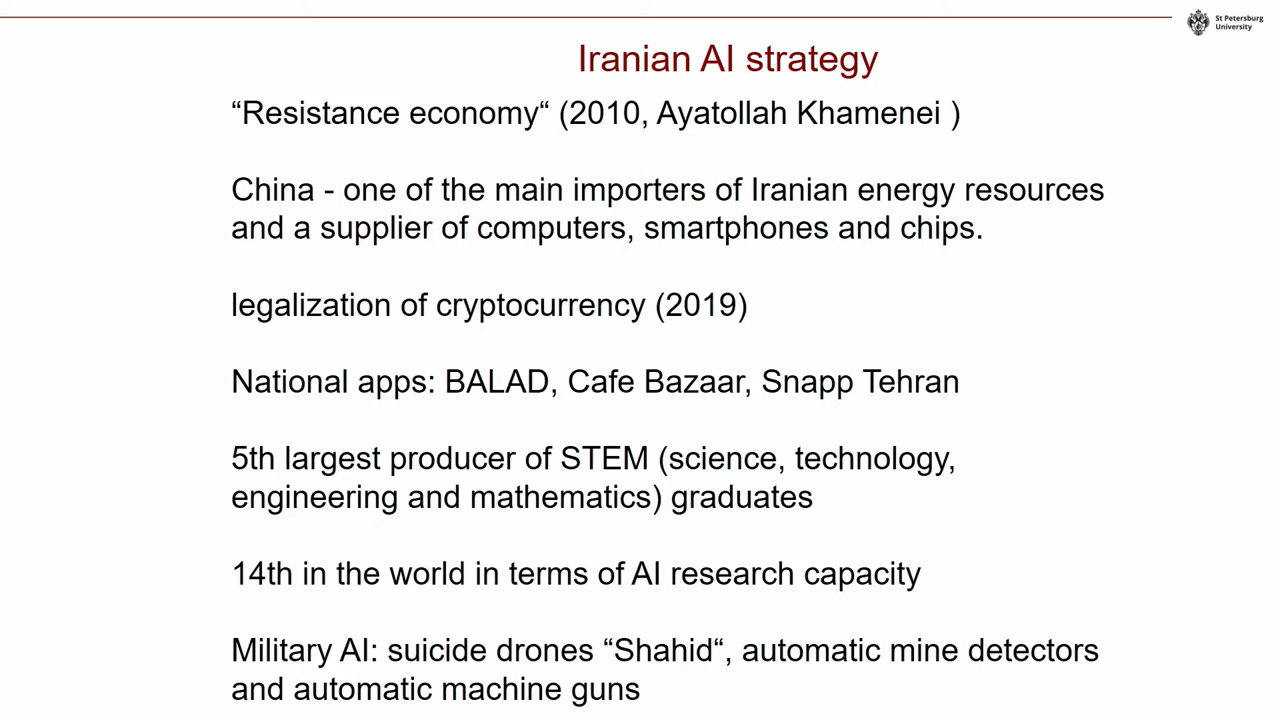 St Petersburg
University
Iranian AI strategy
“Resistance economy“ (2010, Ayatollah Khamenei )
China - one of the main importers of Iranian energy resources
and a supplier of computers, smartphones and chips.
legalization of cryptocurrency (2019)
National apps: BALAD, Cafe Bazaar, Snapp Tehran
5th largest producer of STEM (science, technology,
engineering and mathematics) graduates
14th in the world in terms of AI research capacity
Military AI: suicide drones “Shahid“, automatic mine detectors
and automatic machine guns